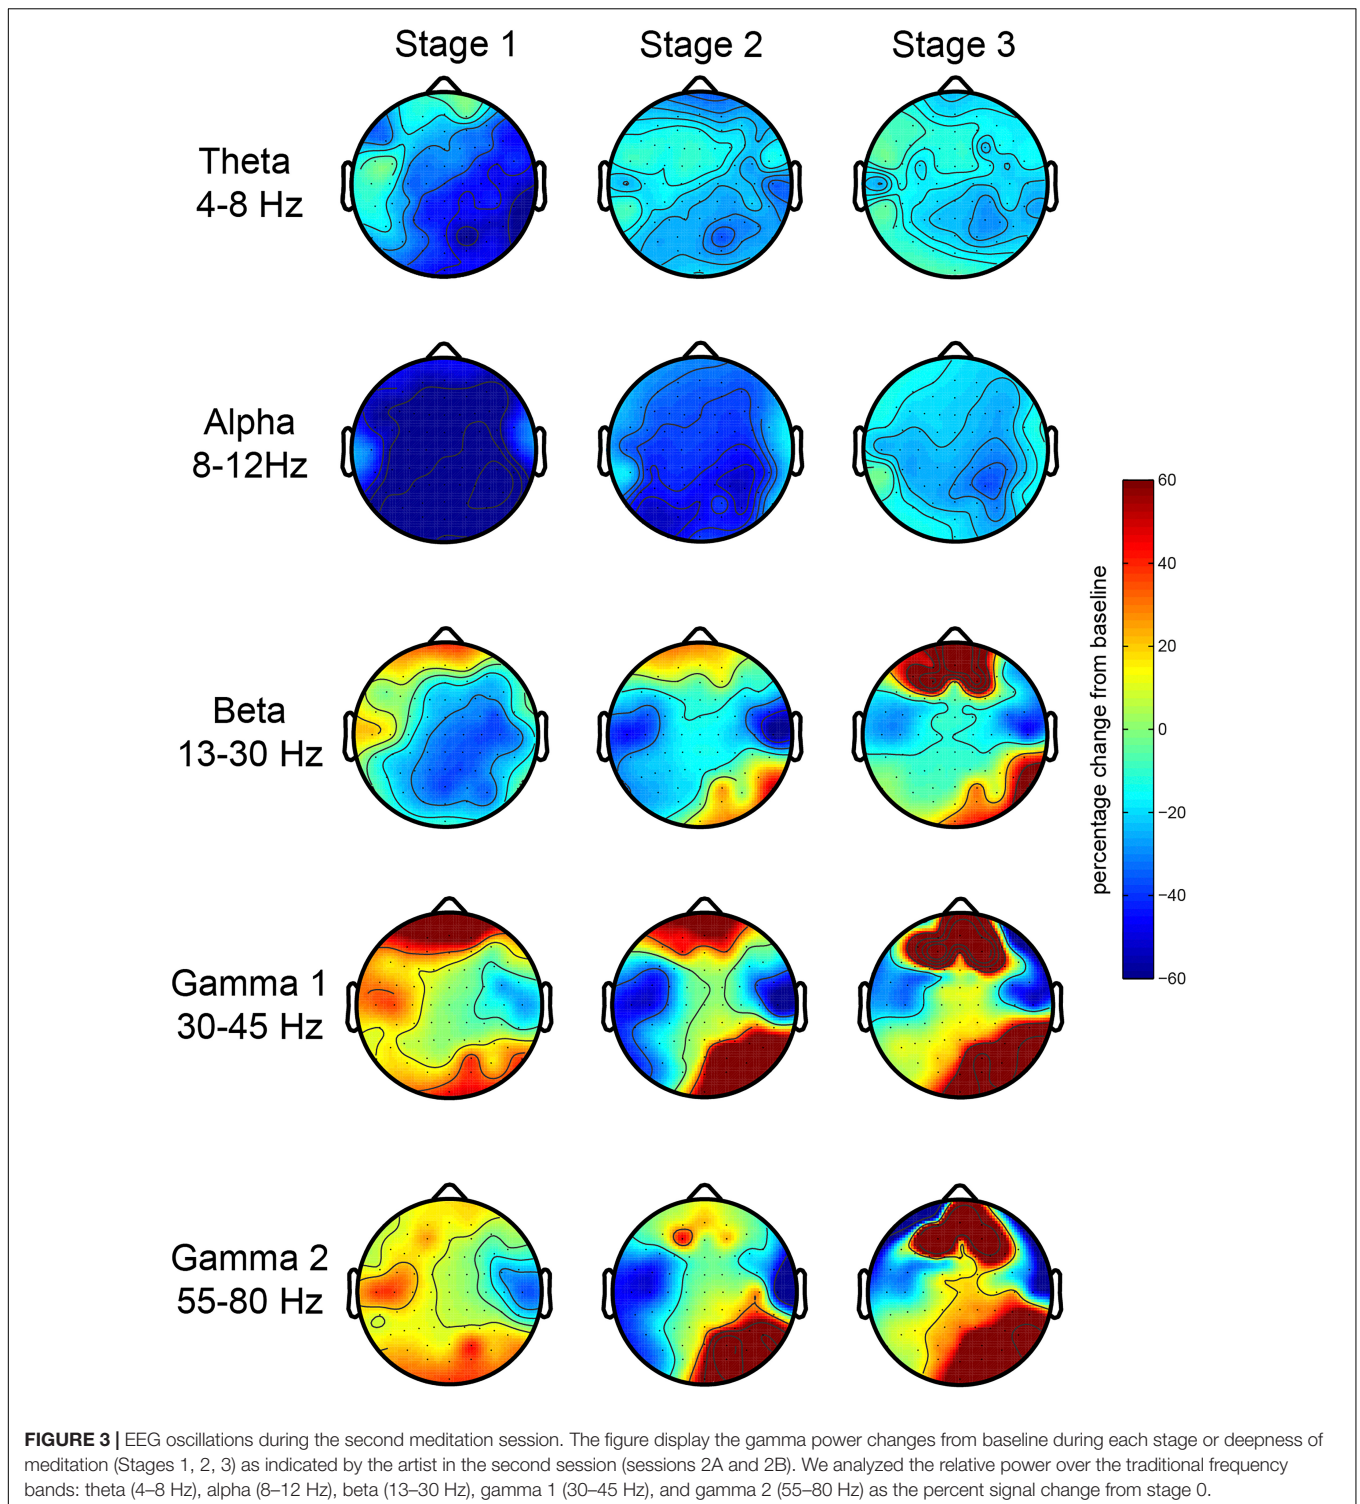 Stage 1 Stage 2 Stage 3
Theta
4-8 Hz
Alpha
8-12Hz
Beta
13-30 Hz
Gamma 1
30-45 Hz
Gamma 2
55-80 Hz
percentage change from baseline
60
40
20
0
−20
−40
−60
FIGURE 3 | EEG oscillations during the second meditation session. The figure display the gamma power changes from baseline during each stage or deepness of
meditation (Stages 1, 2, 3) as indicated by the artist in the second session (sessions 2A and 2B). We analyzed the relative power over the traditional frequency
bands: theta (4–8 Hz), alpha (8–12 Hz), beta (13–30 Hz), gamma 1 (30–45 Hz), and gamma 2 (55–80 Hz) as the percent signal change from stage 0.